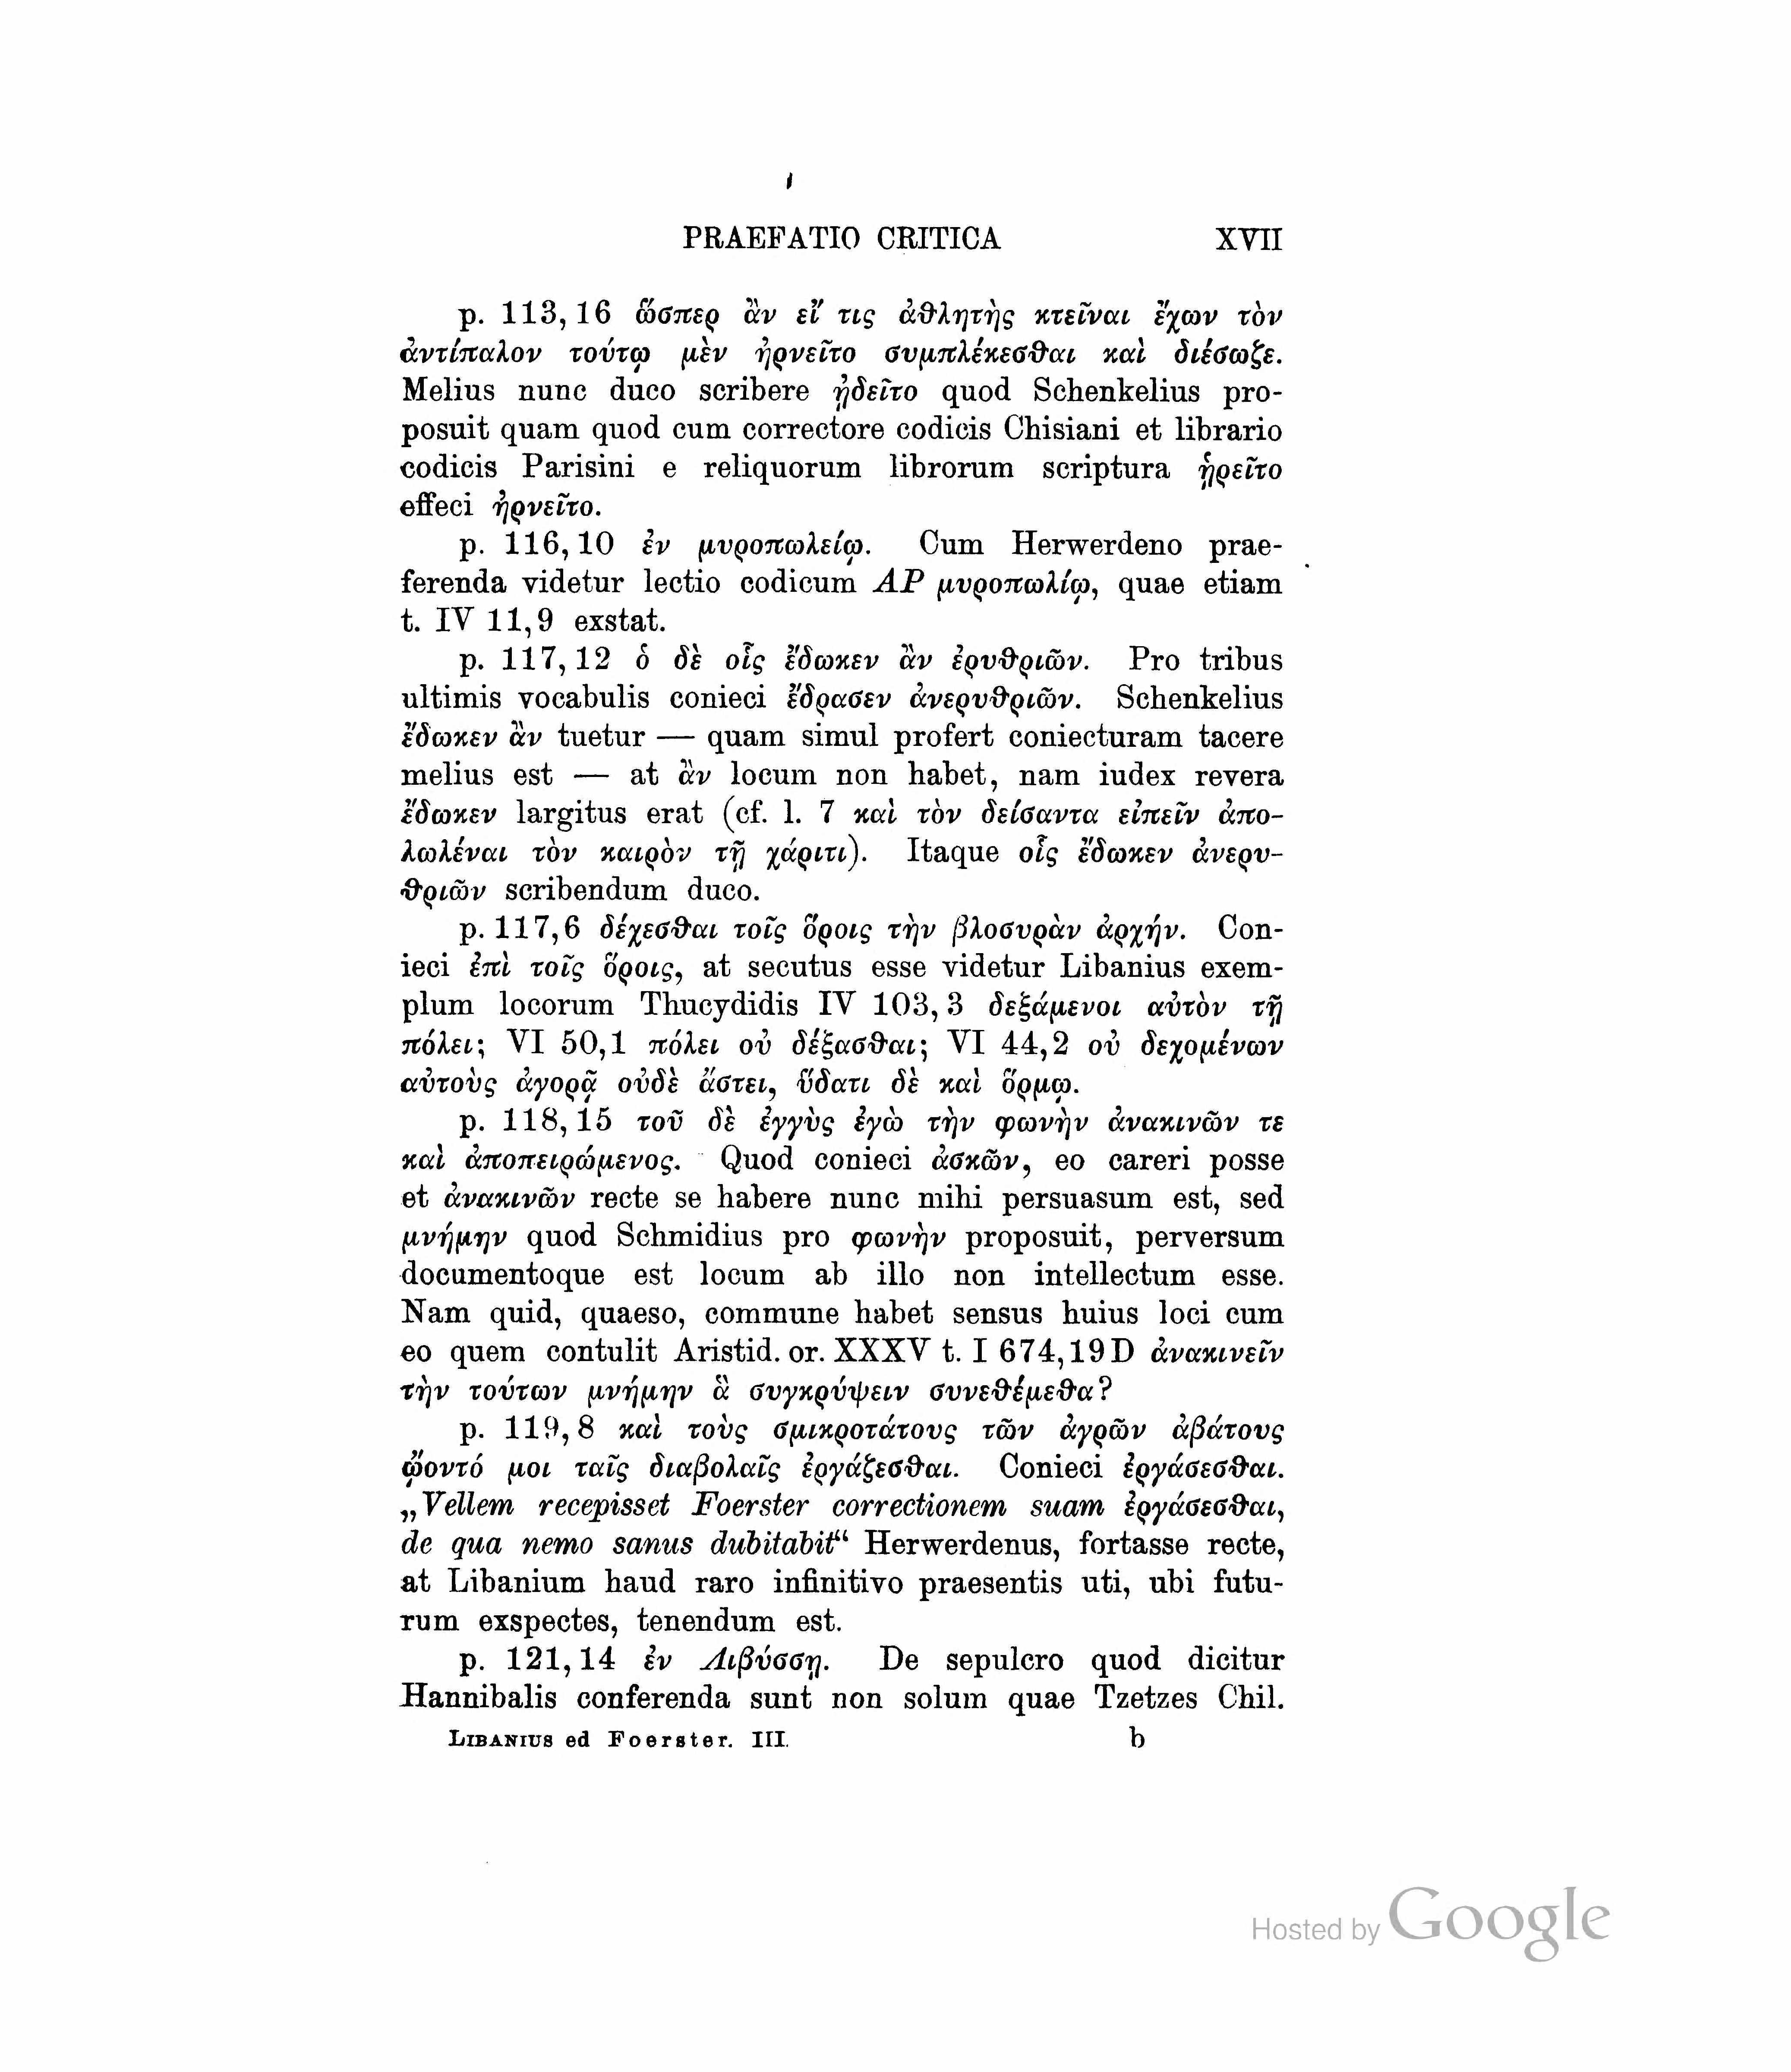 PRAEFATIO CRITICA XVII
p. 113, 16 ὥσπερ ἂν εἴ τις ἀθλητὴς κτεῖναι ἔχων τὸν
ἀντίπαλον τούτῳ μὲν ἠρνεῖτο συμπλέκεσθαι καὶ διέσωζε.
Melius nunc duco scribere ᾐδεῖτο quod Schenkelius pro-
posuit quam quod cum correctore codicis Chisiani et librario
codicis Parisini e reliquorum librorum scriptura ᾑρεῖτο
effeci ἠρνεῖτο.
p. 116, 10 ἐν μυροπωλείῳ. Cum Herwerdeno prae-
ferenda videtur lectio codicum AP μυροπωλίῳ, quae etiam
t. IV 11, 9 exstat.
p. 117, 12 ὁ δὲ οἷς ἔδωκεν ἂν ἐρυθριῶν. Pro tribus
ultimis vocabulis conieci ἔδρασεν ἀνερυθριῶν. Schenkelius
ἔδωκεν ἂν tuetur — quam simul profert coniecturam tacere
melius est — at ἂν locum non habet, nam iudex revera
ἔδωκεν largitus erat (cf. l. 7 καὶ τὸν δείσαντα εἰπεῖν ἀπο-
λωλέναι τὸν καιρὸν τῇ χάριτι). Itaque οἷς ἔδωκεν ἀνερυ-
θριῶν scribendum duco.
p. 117, 6 δέχεσθαι τοῖς ὅροις τὴν βλοσυρὰν ἀρχήν. Con-
ieci ἐπὶ τοῖς ὅροις, at secutus esse videtur Libanius exem-
plum locorum Thucydidis IV 103, 3 δεξάμενοι αὐτὸν τῇ
πόλει; VI 50, 1 πόλει οὐ δέξασθαι; VI 44, 2 οὐ δεχομένων
αὐτοὺς ἀγορᾷ οὐδὲ ἄστει, ὕδατι δὲ καὶ ὅρμῳ.
p. 118, 15 τοῦ δὲ ἐγγὺς ἐγὼ τὴν φωνὴν ἀνακινῶν τε
καὶ ἀποπειρώμενος. Quod conieci ἀσκῶν, eo careri posse
et ἀνακινῶν recte se habere nunc mihi persuasum est, sed
μνήμην quod Schmidius pro φωνὴν proposuit, perversum
documentoque est locum ab illo non intellectum esse.
Nam quid, quaeso, commune habet sensus huius loci cum
eo quem contulit Aristid. or. XXXV t. I 674, 19 D ἀνακινεῖν
τὴν τούτων μνήμην ἃ συγκρύψειν συνεθέμεθα?
p. 119, 8 καὶ τοὺς σμικροτάτους τῶν ἀγρῶν ἀβάτους
ᾤοντό μοι ταῖς διαβολαῖς ἐργάζεσθαι. Conieci ἐργάσεσθαι.
„Vellem recepisset Foerster correctionem suam ἐργάσεσθαι,
de qua nemo sanus dubitabit“ Herwerdenus, fortasse recte,
at Libanium haud raro infinitivo praesentis uti, ubi futu-
rum exspectes, tenendum est.
p. 121, 14 ἐν Λιβύσσῃ. De sepulcro quod dicitur
Hannibalis conferenda sunt non solum quae Tzetzes Chil.
LIBANIUS ed Foerster. III. b
Hosted by Google